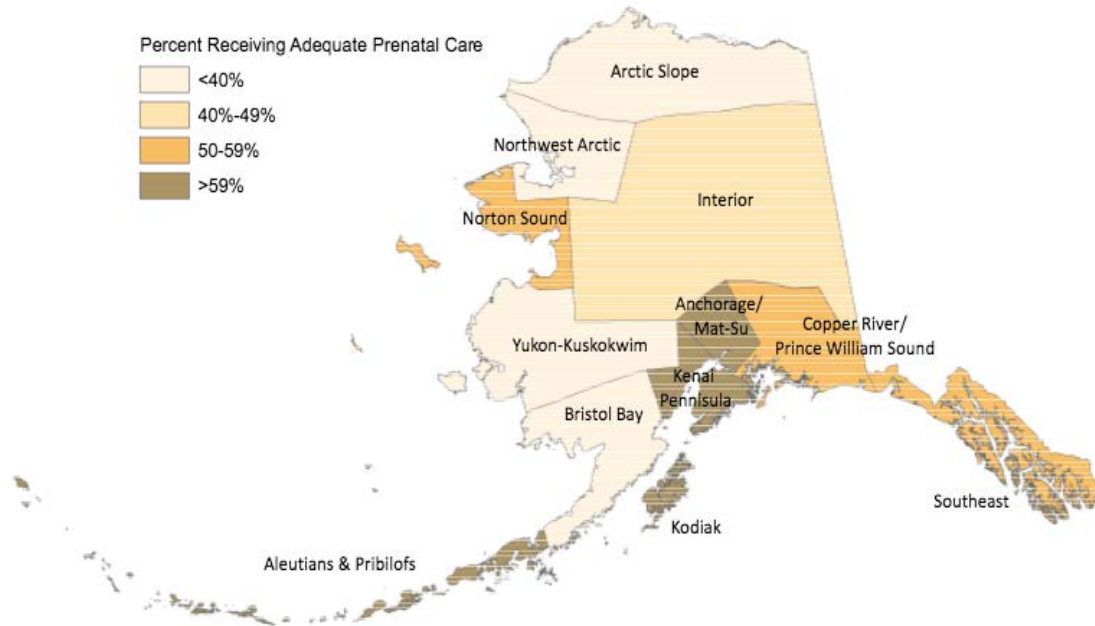 Percent Receiving Adequate Prenatal Care
<40%
40%-49%
50-59%
>59%
Arctic Slope
Northwest Arctic
Interior
Norton Sound
Anchorage/
Mat-Su
Copper River/
Prince William Sound
Yukon-Kuskokwim
Kenai
Pennisula
Bristol Bay
Southeast
Kodiak
Aleutians & Pribilofs